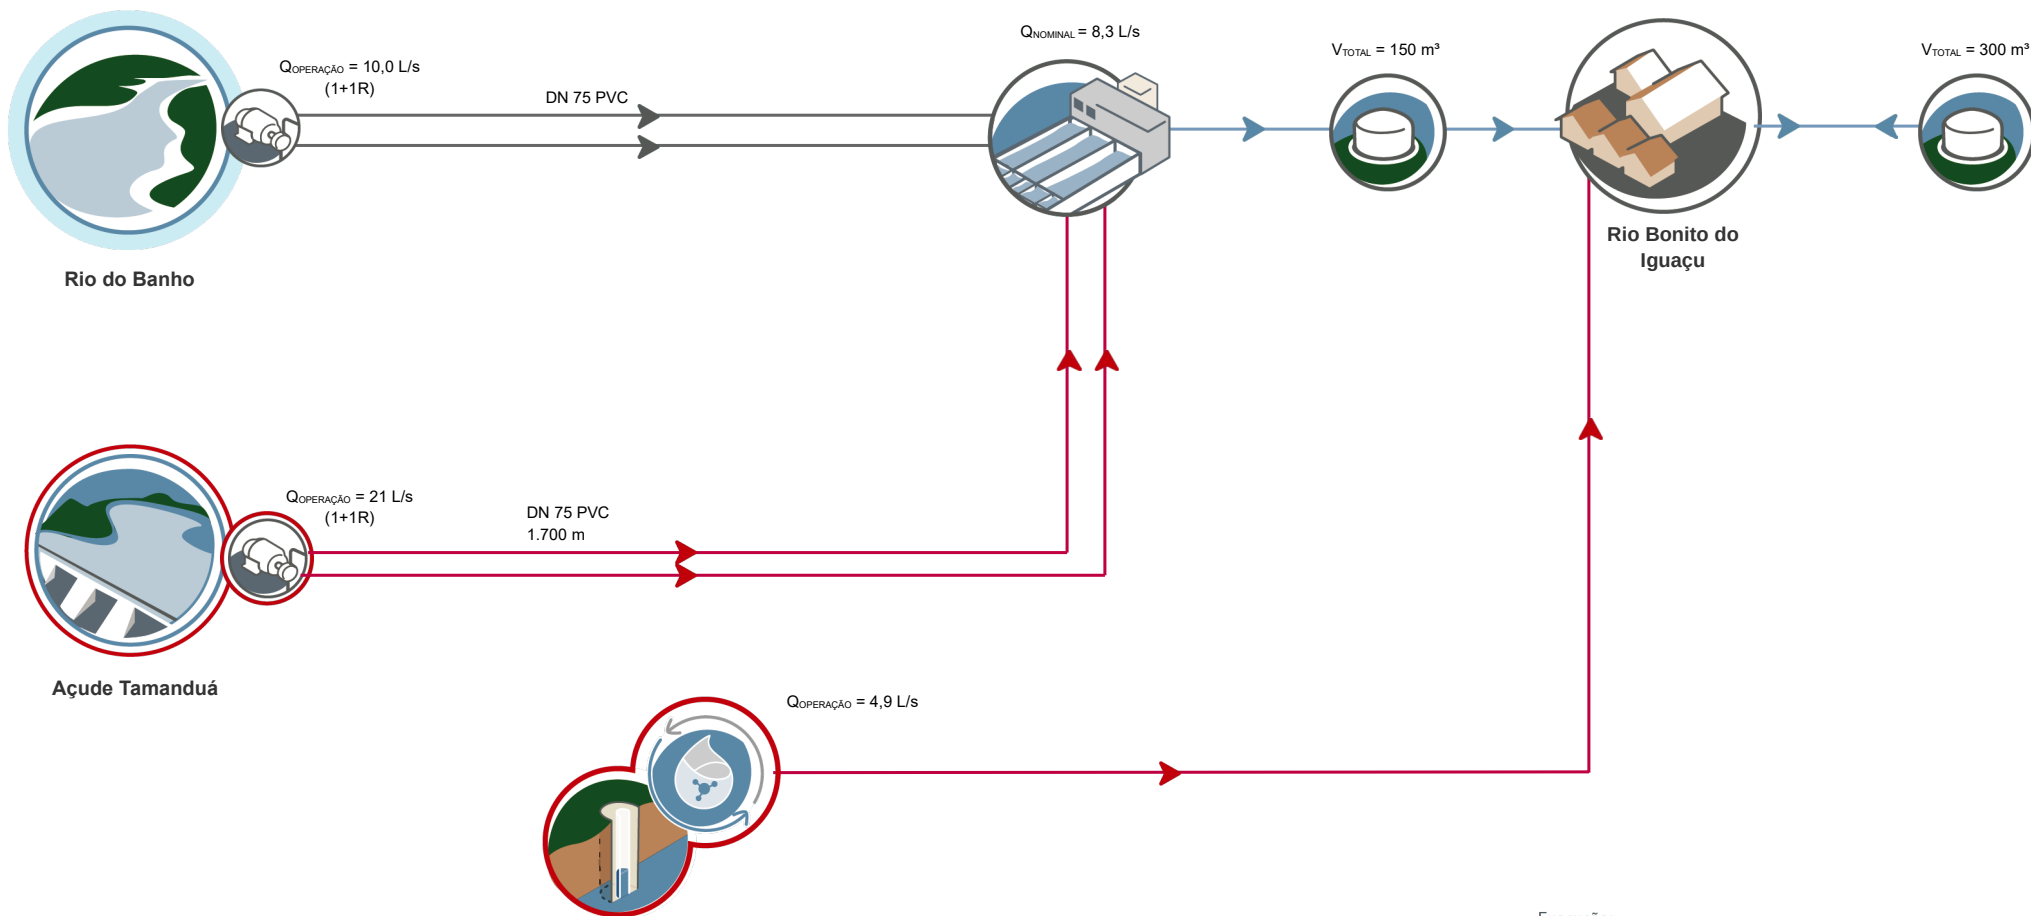 QNOMINAL = 8,3 L/s
VTOTAL = 150 m³
VTOTAL = 300 m³
QOPERAÇÃO = 10,0 L/s
(1+1R)
DN 75 PVC
Rio do Banho
Rio Bonito do
Iguaçu
QOPERAÇÃO = 21 L/s
(1+1R)
DN 75 PVC
1.700 m
Açude Tamanduá
QOPERAÇÃO = 4,9 L/s